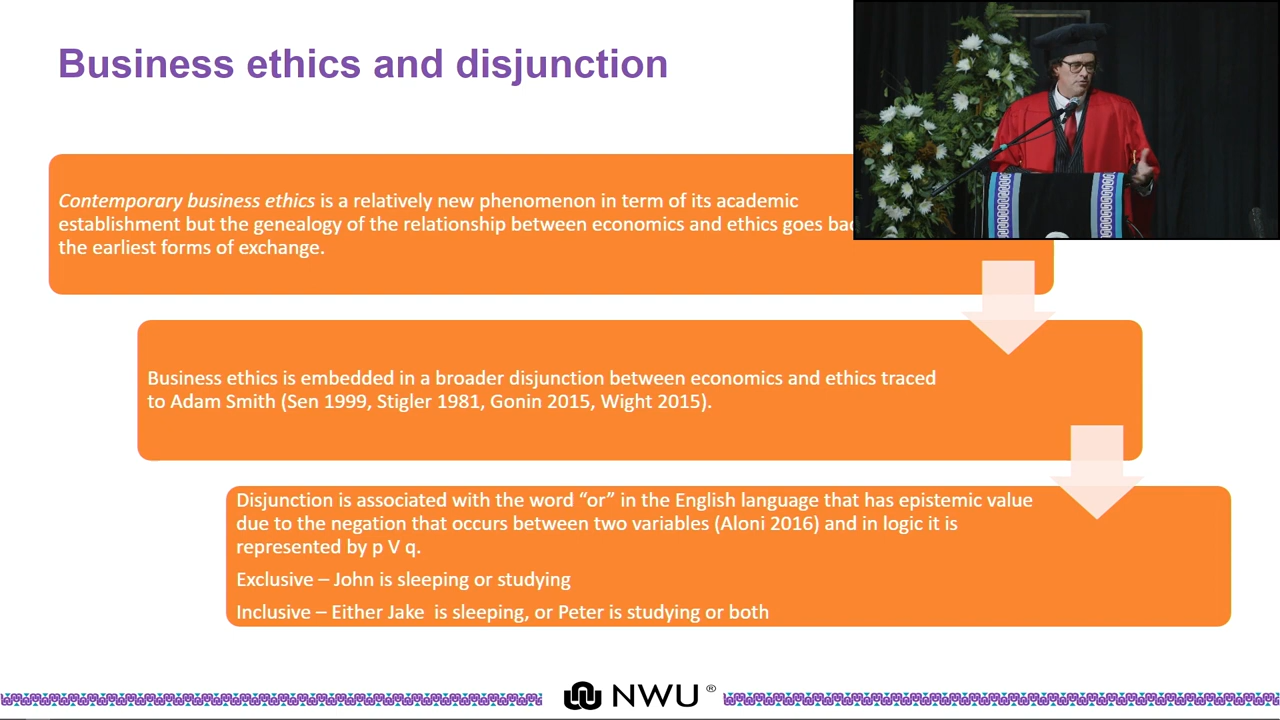 Business ethics and disjunction
Contemporary business ethics is a relatively new phenomenon in term of its academic
establishment but the genealogy of the relationship between economics and ethics goes
the earliest forms of exchange.
Business ethics is embedded in a broader disjunction between economics and ethics traced
to Adam Smith (Sen 1999, Stigler 1981, Gonin 2015, Wight 2015).
Disjunction is associated with the word “or” in the English language that has epistemic value
due to the negation that occurs between two variables (Aloni 2016) and in logic it is
represented by p V q.
Exclusive – John is sleeping or studying
Inclusive – Either Jake is sleeping, or Peter is studying or both
NWU®